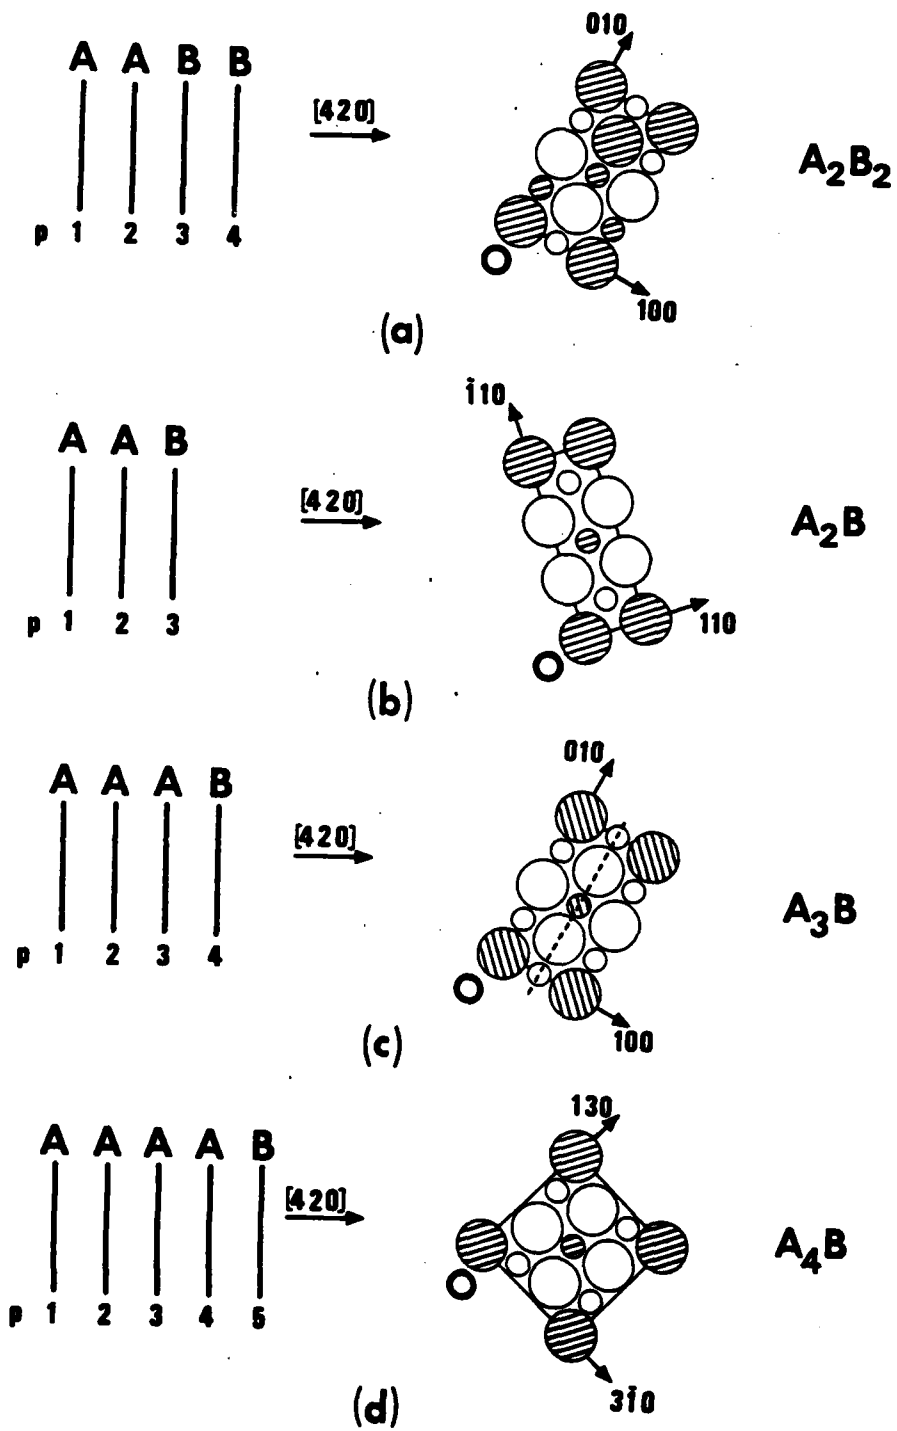 010
A A B B
[420]
A₂B₂
p 1 2 3 4
100
(a)
1̄10
A A B
[420]
A₂B
p 1 2 3
110
(b)
010
A A A B
[420]
A₃B
p 1 2 3 4
100
(c)
130
A A A A B
[420]
A₄B
p 1 2 3 4 5
31̄0
(d)